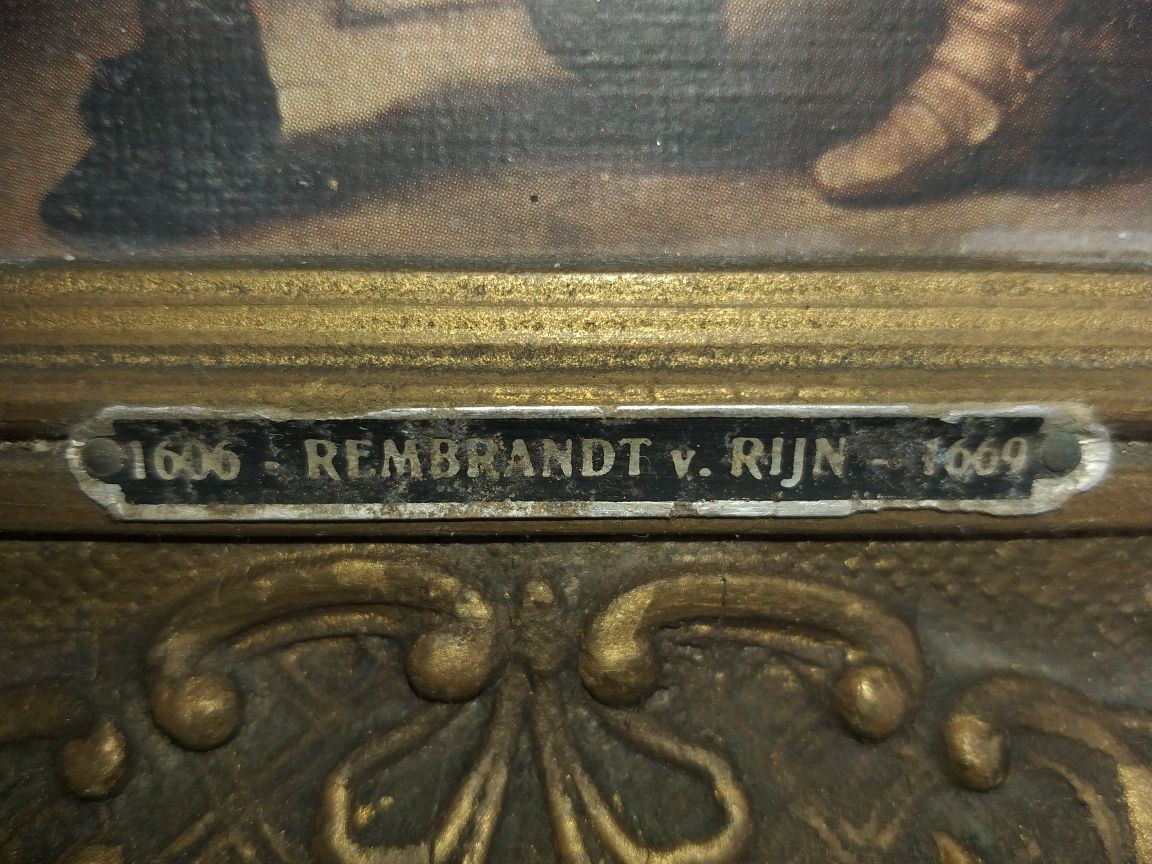 1606 - REMBRANDT v. RIJN - 1669